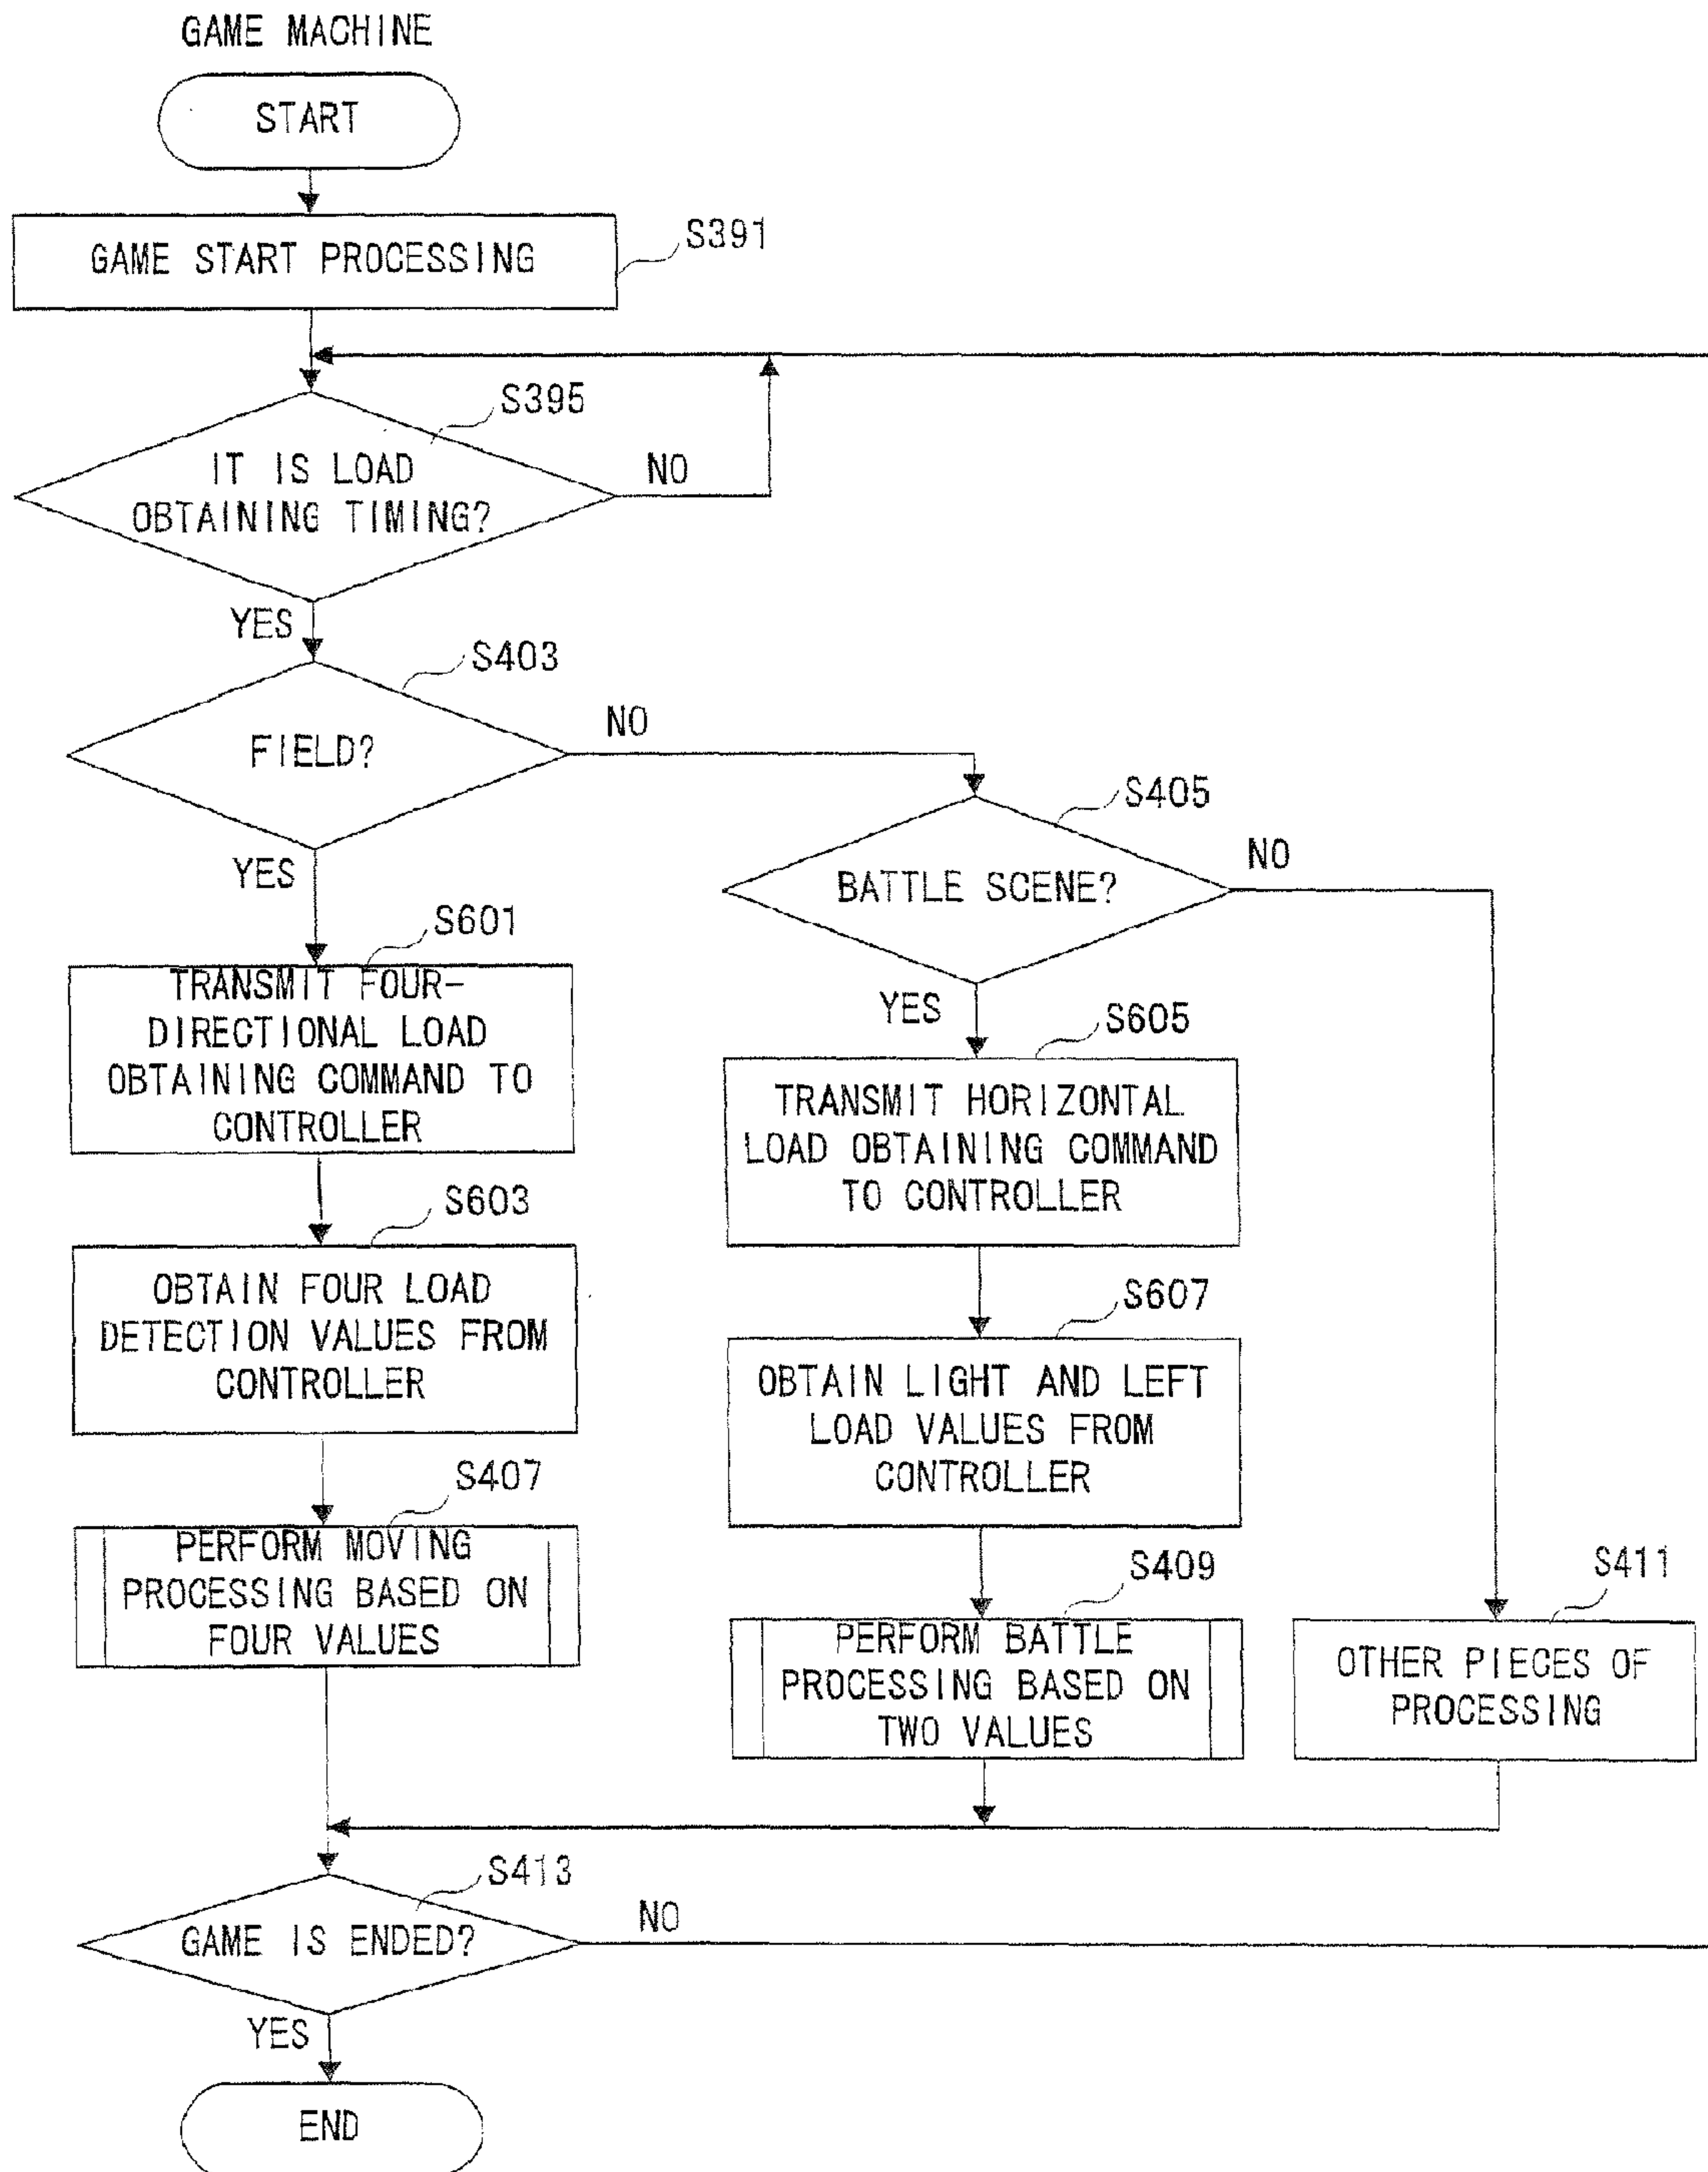 GAME MACHINE
START
GAME START PROCESSING
S391
S395
IT IS LOAD
OBTAINING TIMING?
NO
YES
S403
FIELD?
NO
S405
BATTLE SCENE?
NO
YES
S601
TRANSMIT FOUR-
DIRECTIONAL LOAD
OBTAINING COMMAND TO
CONTROLLER
YES
S605
TRANSMIT HORIZONTAL
LOAD OBTAINING COMMAND
TO CONTROLLER
S603
OBTAIN FOUR LOAD
DETECTION VALUES FROM
CONTROLLER
S607
OBTAIN LIGHT AND LEFT
LOAD VALUES FROM
CONTROLLER
S407
PERFORM MOVING
PROCESSING BASED ON
FOUR VALUES
S409
PERFORM BATTLE
PROCESSING BASED ON
TWO VALUES
S411
OTHER PIECES OF
PROCESSING
S413
GAME IS ENDED?
NO
YES
END